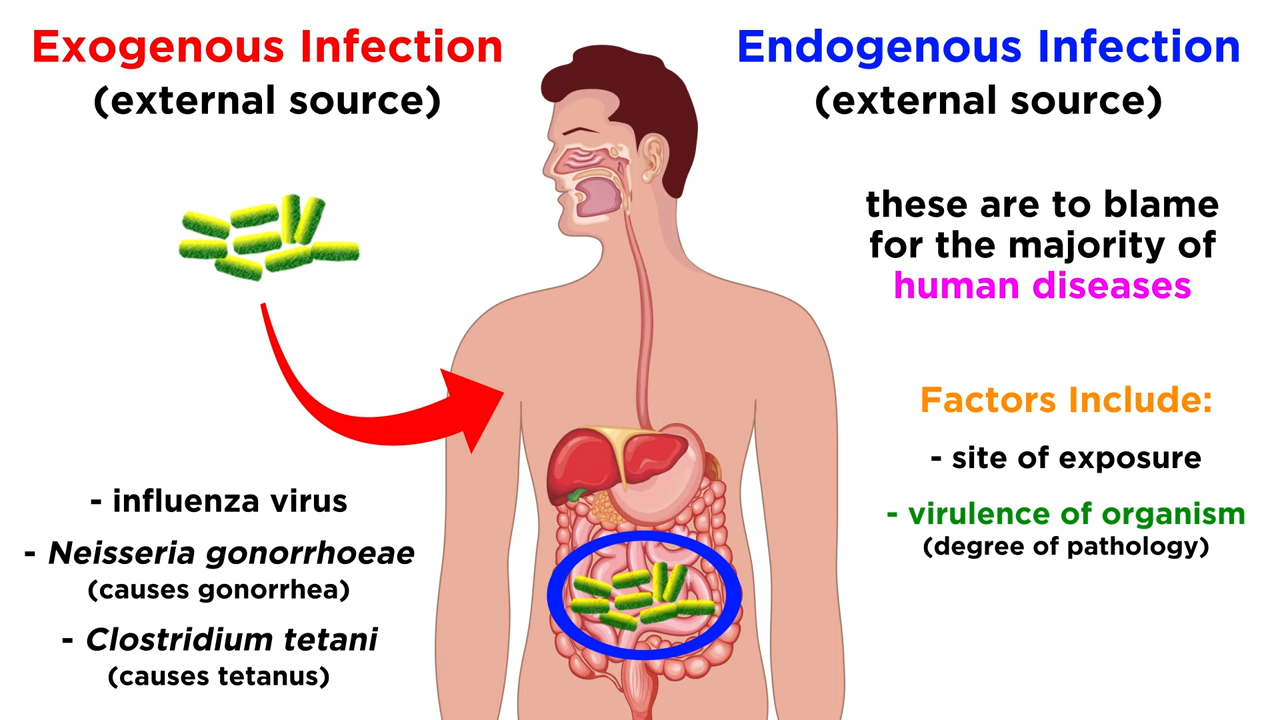 Exogenous Infection
(external source)
- influenza virus
- Neisseria gonorrhoeae
(causes gonorrhea)
- Clostridium tetani
(causes tetanus)
Endogenous Infection
(external source)
these are to blame
for the majority of
human diseases
Factors Include:
- site of exposure
- virulence of organism
(degree of pathology)